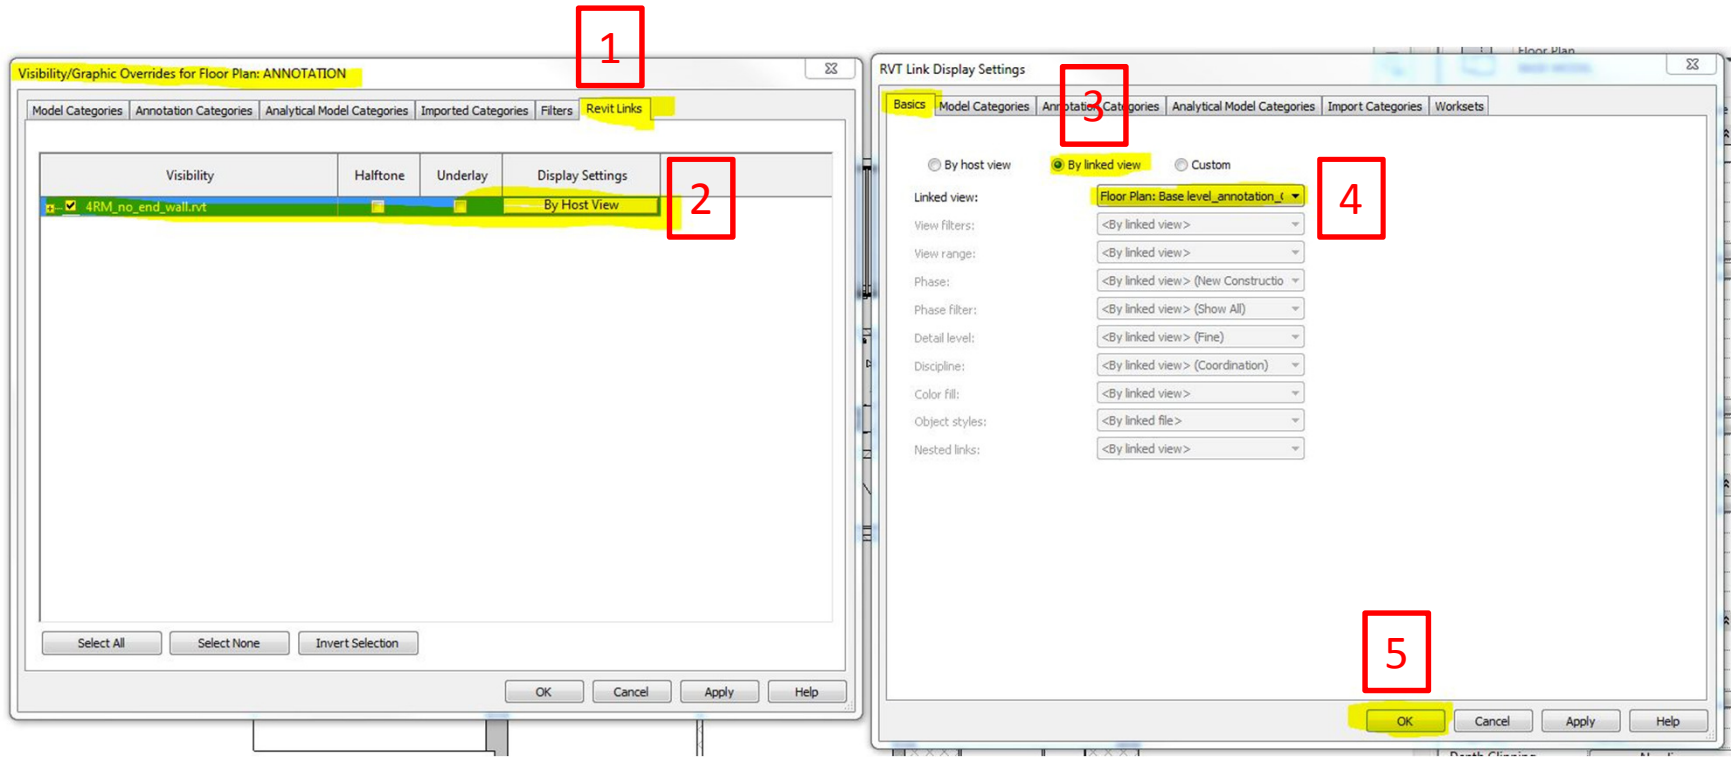 1
Visibility/Graphic Overrides for Floor Plan: ANNOTATION
Model Categories Annotation Categories Analytical Model Categories Imported Categories Filters Revit Links
Visibility Halftone Underlay Display Settings
4RM_no_end_wall.rvt By Host View
2
Select All Select None Invert Selection
OK Cancel Apply Help
Floor Plan
RVT Link Display Settings
Basics Model Categories Annotation Categories Analytical Model Categories Import Categories Worksets
3
By host view By linked view Custom
Linked view: Floor Plan: Base level_annotation_(
4
View filters: <By linked view>
View range: <By linked view>
Phase: <By linked view> (New Constructio
Phase filter: <By linked view> (Show All)
Detail level: <By linked view> (Fine)
Discipline: <By linked view> (Coordination)
Color fill: <By linked view>
Object styles: <By linked file>
Nested links: <By linked view>
5
OK Cancel Apply Help